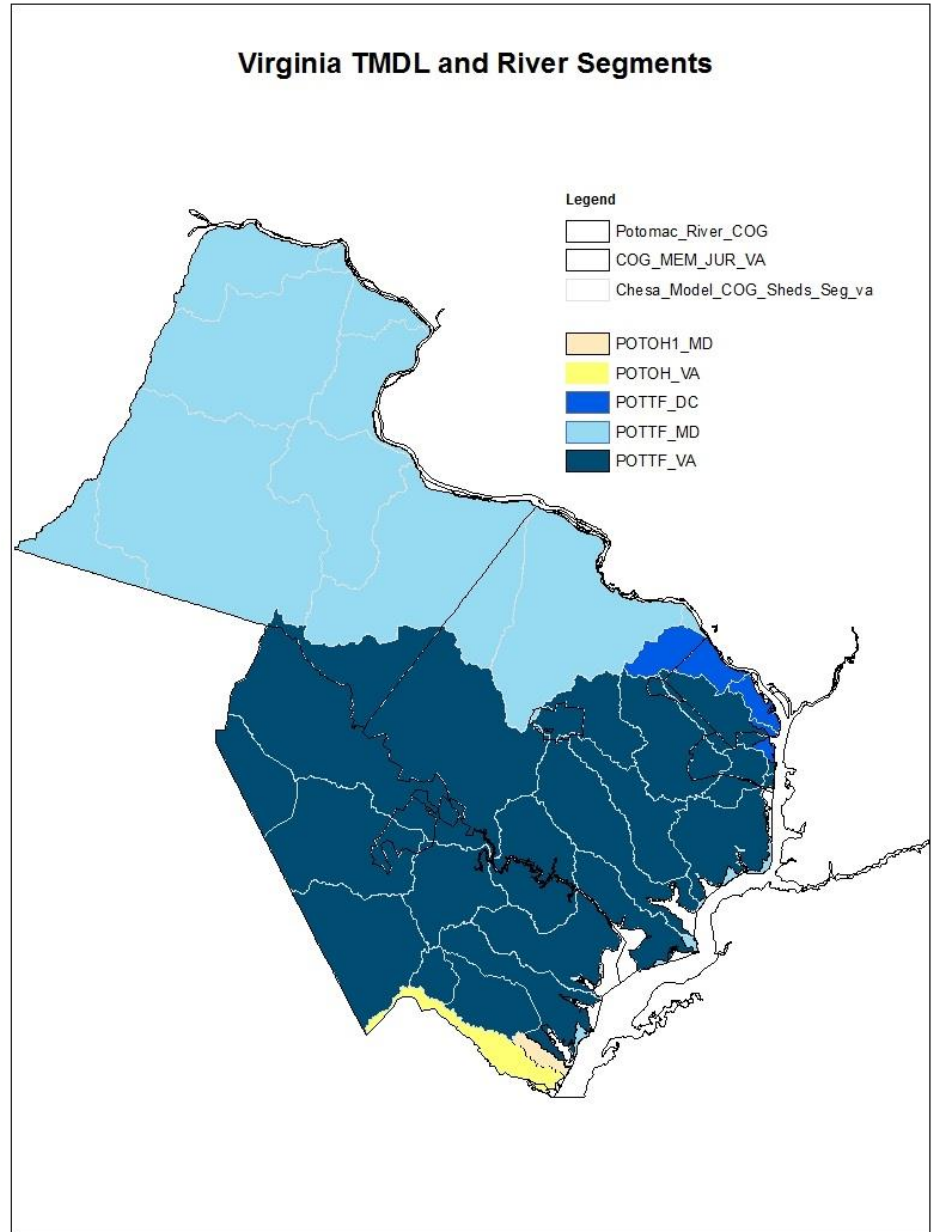 Virginia TMDL and River Segments
Legend
Potomac_River_COG
COG_MEM_JUR_VA
Chesa_Model_COG_Sheds_Seg_va
POTOH1_MD
POTOH_VA
POTTF_DC
POTTF_MD
POTTF_VA